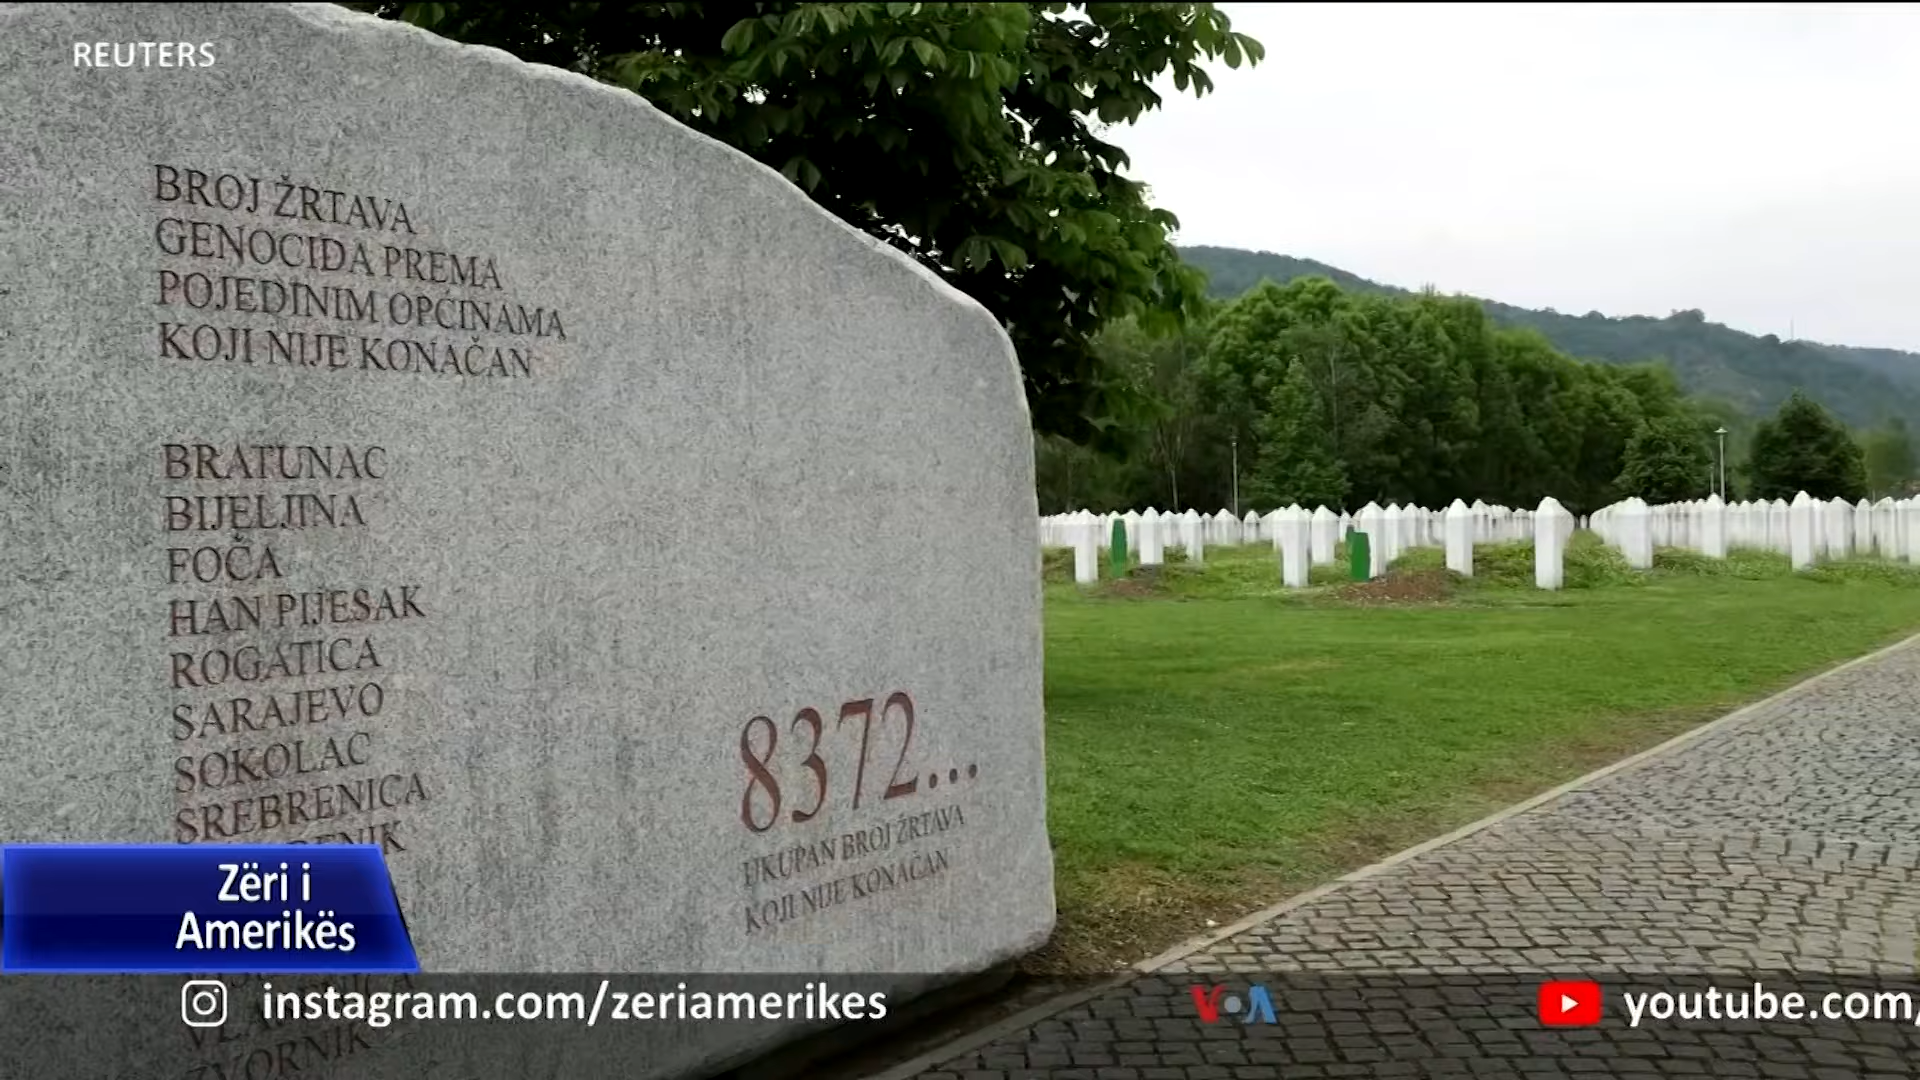 REUTERS
BROJ ŽRTAVA
GENOCIDA PREMA
POJEDINIM OPĆINAMA
KOJI NIJE KONAČAN
BRATUNAC
BIJELJINA
FOČA
HAN PIJESAK
ROGATICA
SARAJEVO
SOKOLAC
SREBRENICA
8372...
UKUPAN BROJ ŽRTAVA
KOJI NIJE KONAČAN
Zëri i
Amerikës
instagram.com/zeriamerikes
VOA
youtube.com/
ZVORNIK